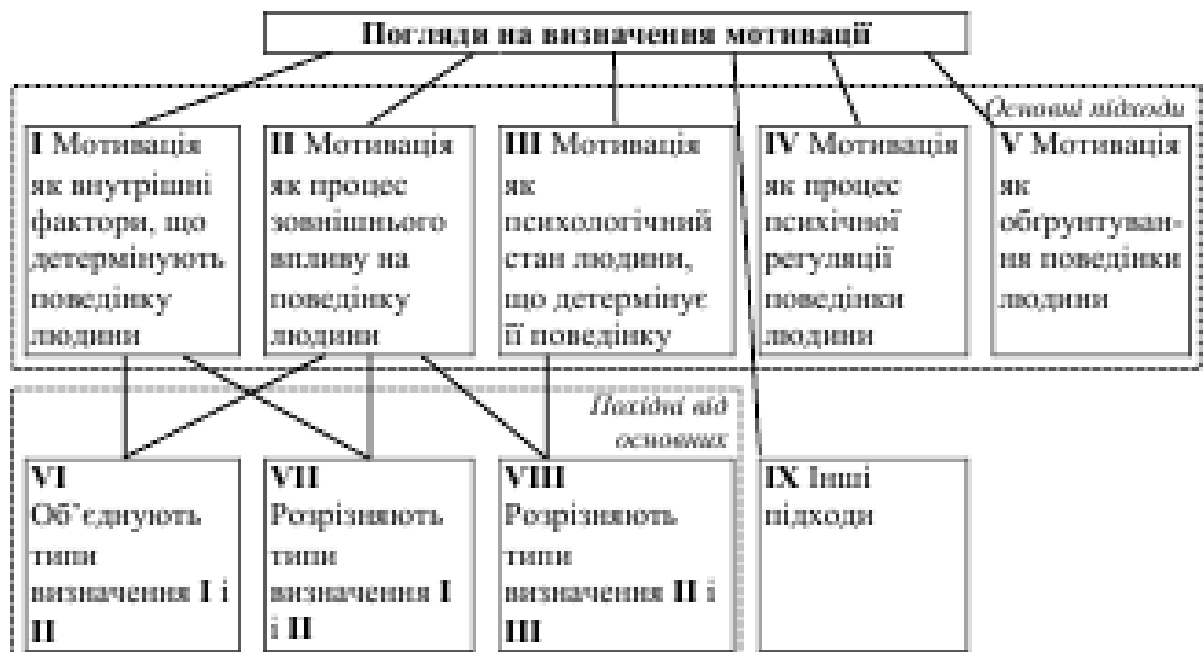 Погляди на визначення мотивації
Основні підходи
I Мотивація
як внутрішні
фактори, що
детермінують
поведінку
людини
II Мотивація
як процес
зовнішнього
впливу на
поведінку
людини
III Мотивація
як
психологічний
стан людини,
що детермінує
її поведінку
IV Мотивація
як процес
психічної
регуляції
поведінки
людини
V Мотивація
як
обґрунтуван-
ня поведінки
людини
Похідні від
основних
VI
Об’єднують
типи
визначення I і
II
VII
Розрізняють
типи
визначення I
і II
VIII
Розрізняють
типи
визначення II і
III
IX Інші
підходи